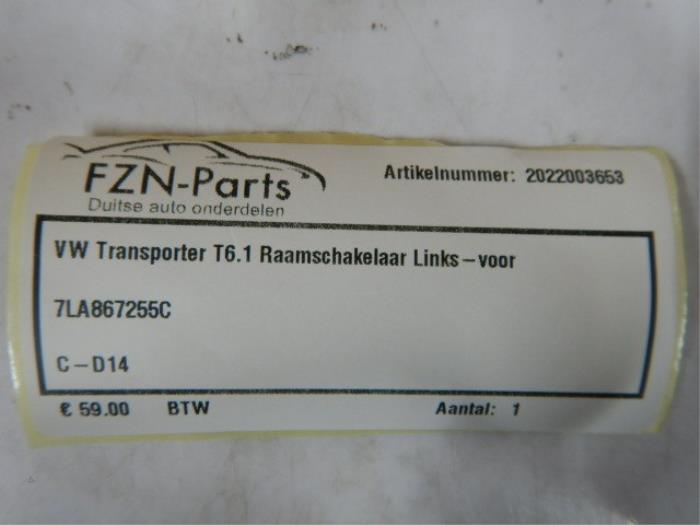 FZN-Parts
Duitse auto onderdelen
Artikelnummer: 2022003653
VW Transporter T6.1 Raamschakelaar Links-voor
7LA867255C
C-D14
€ 59.00 BTW Aantal: 1